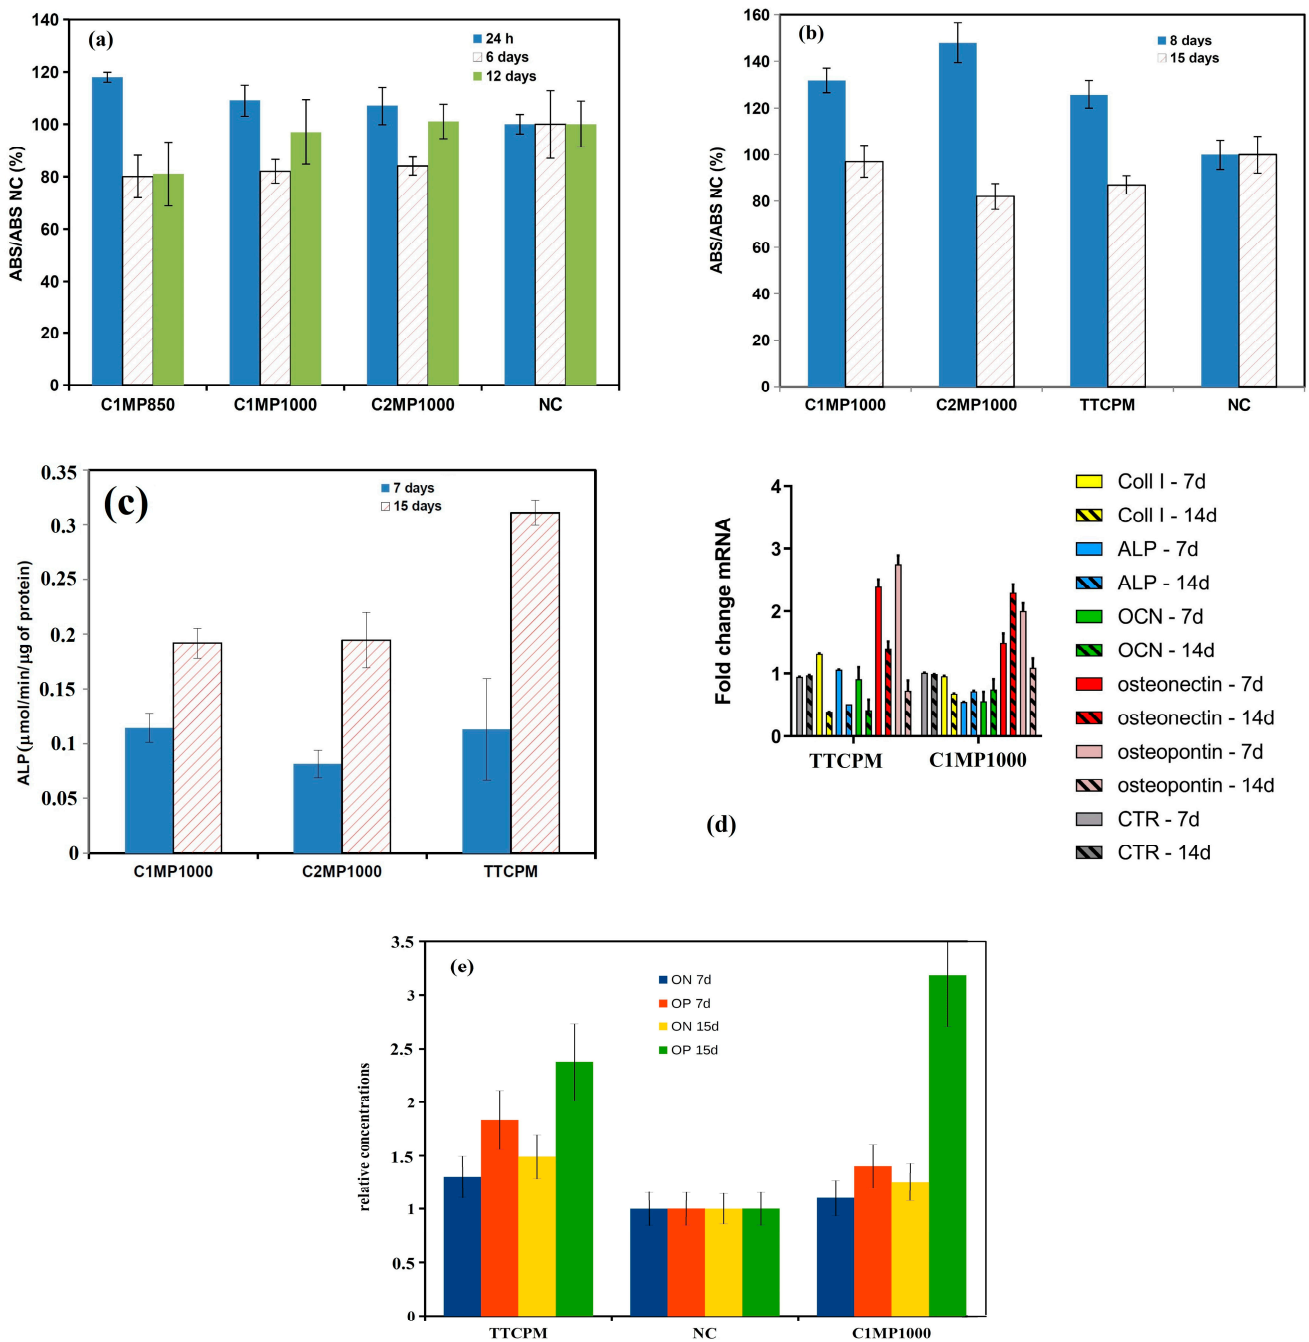 (a)
24 h
6 days
12 days
ABS/ABS NC (%)
140
120
100
80
60
40
20
0
C1MP850 C1MP1000 C2MP1000 NC
(b)
8 days
15 days
ABS/ABS NC (%)
160
140
120
100
80
60
40
20
0
C1MP1000 C2MP1000 TTCPM NC
(c)
7 days
15 days
ALP(µmol/min/µg of protein)
0.35
0.3
0.25
0.2
0.15
0.1
0.05
0
C1MP1000 C2MP1000 TTCPM
Fold change mRNA
4
3
2
1
0
TTCPM C1MP1000
(d)
Coll I - 7d
Coll I - 14d
ALP - 7d
ALP - 14d
OCN - 7d
OCN - 14d
osteonectin - 7d
osteonectin - 14d
osteopontin - 7d
osteopontin - 14d
CTR - 7d
CTR - 14d
(e)
ON 7d
OP 7d
ON 15d
OP 15d
relative concentrations
3.5
3
2.5
2
1.5
1
0.5
0
TTCPM NC C1MP1000